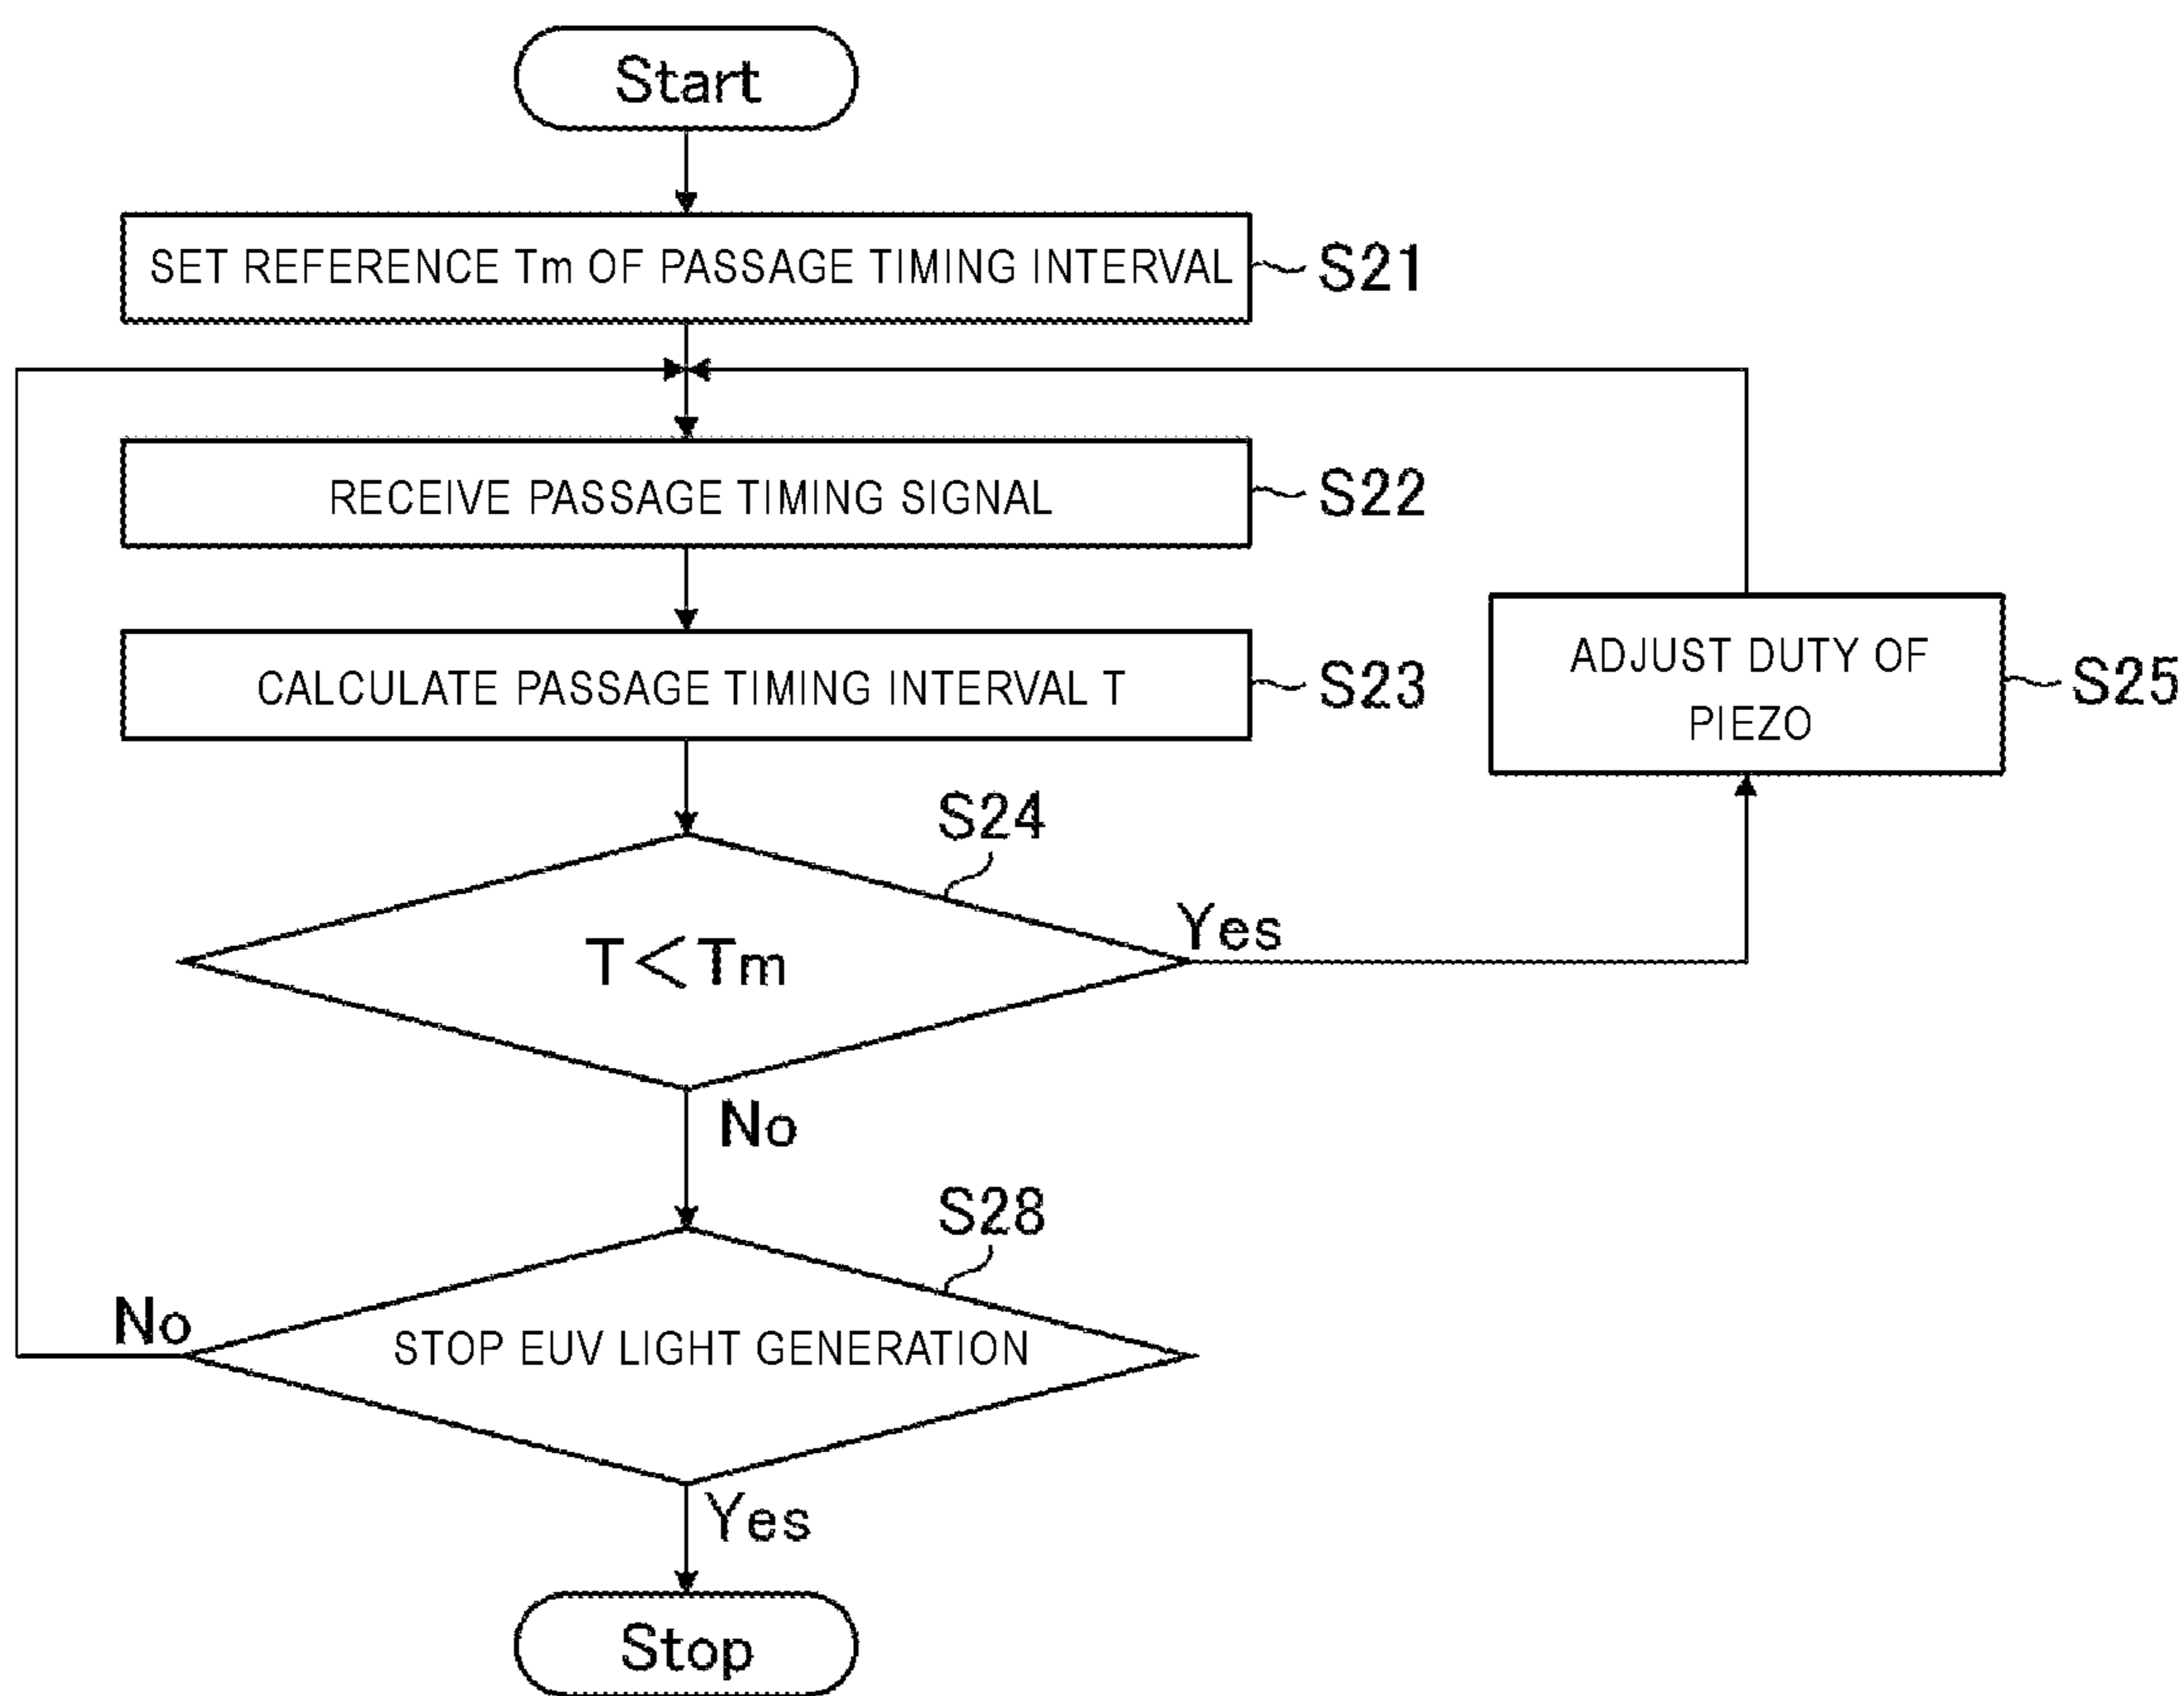 Start
SET REFERENCE Tm OF PASSAGE TIMING INTERVAL
S21
RECEIVE PASSAGE TIMING SIGNAL
S22
CALCULATE PASSAGE TIMING INTERVAL T
S23
ADJUST DUTY OF
PIEZO
S25
S24
T<Tm
Yes
No
S28
STOP EUV LIGHT GENERATION
No
Yes
Stop